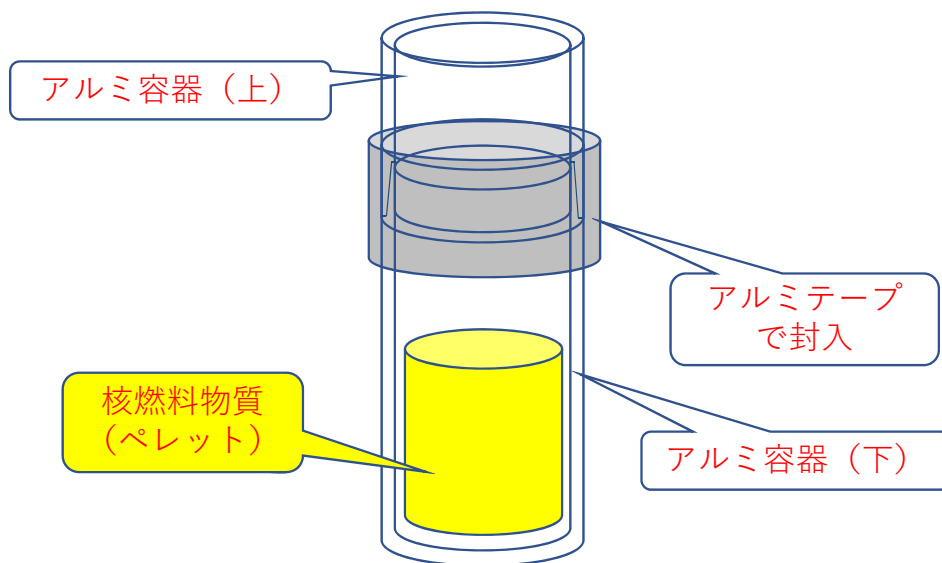 アルミ容器（上）
アルミテープ
で封入
核燃料物質
（ペレット）
アルミ容器（下）